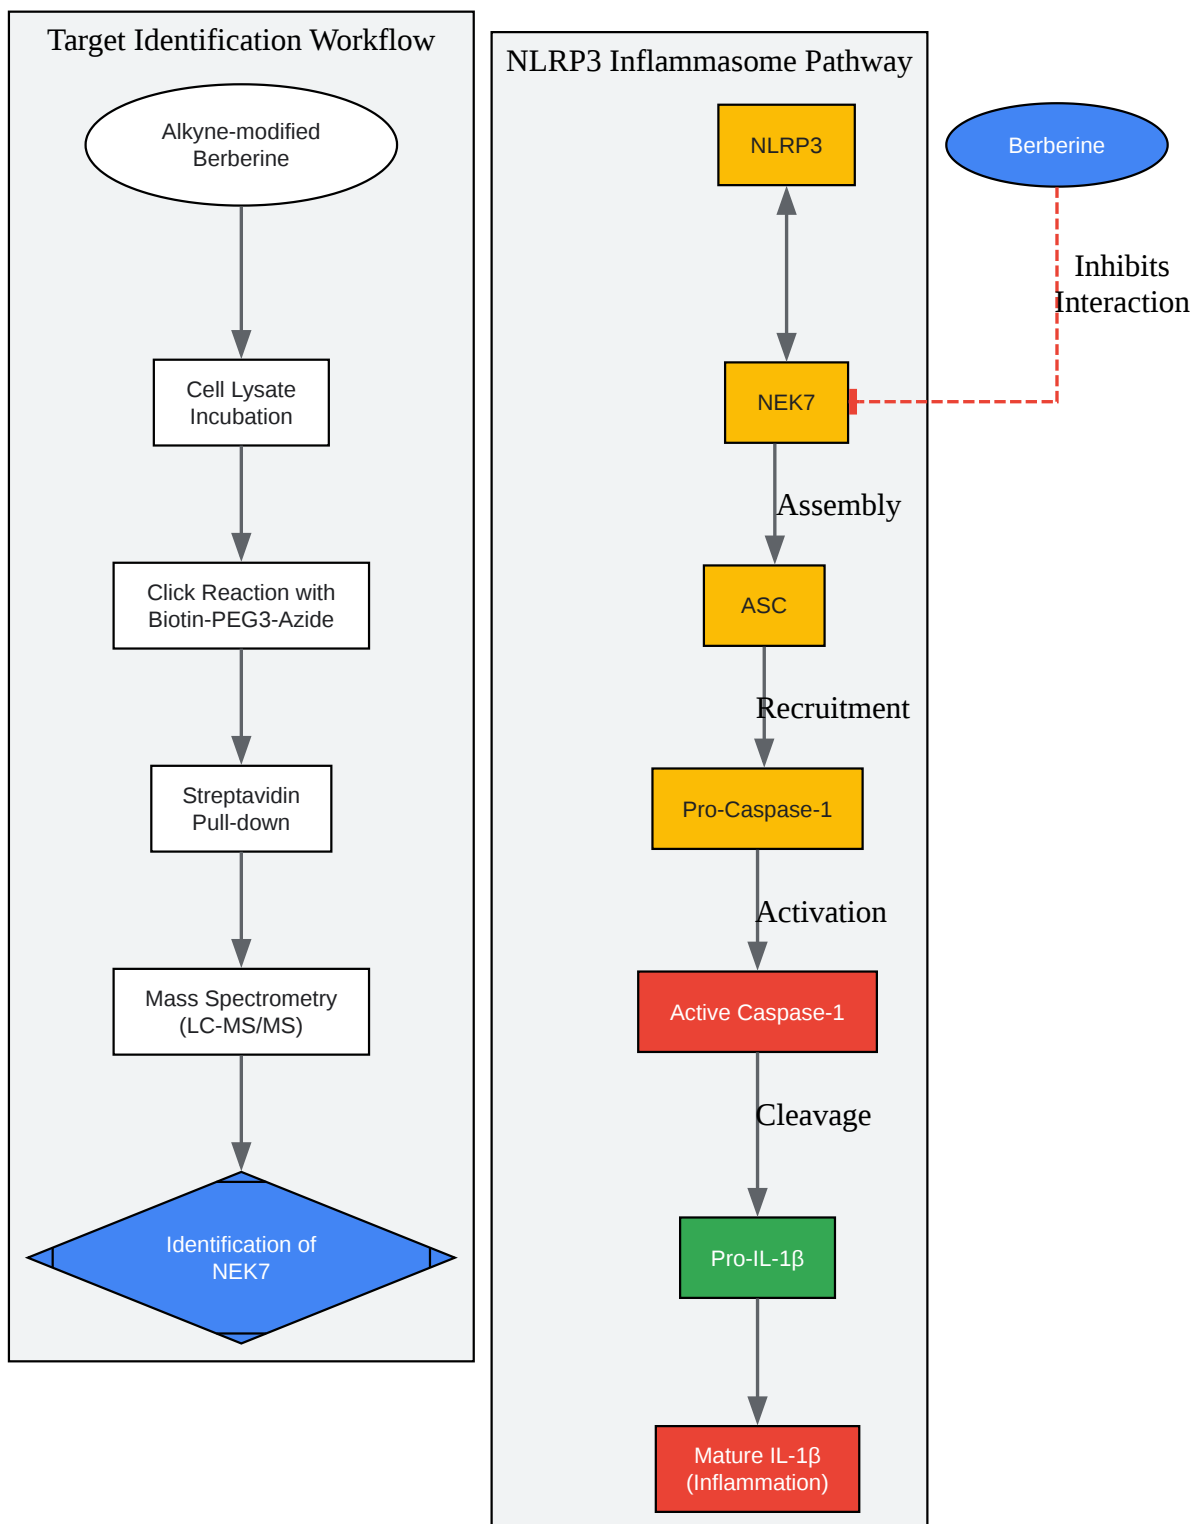 Target Identification Workflow
Alkyne-modified
Berberine
Cell Lysate
Incubation
Click Reaction with
Biotin-PEG3-Azide
Streptavidin
Pull-down
Mass Spectrometry
(LC-MS/MS)
Identification of
NEK7
NLRP3 Inflammasome Pathway
NLRP3
Berberine
Inhibits
Interaction
NEK7
Assembly
ASC
Recruitment
Pro-Caspase-1
Activation
Active Caspase-1
Cleavage
Pro-IL-1β
Mature IL-1β
(Inflammation)